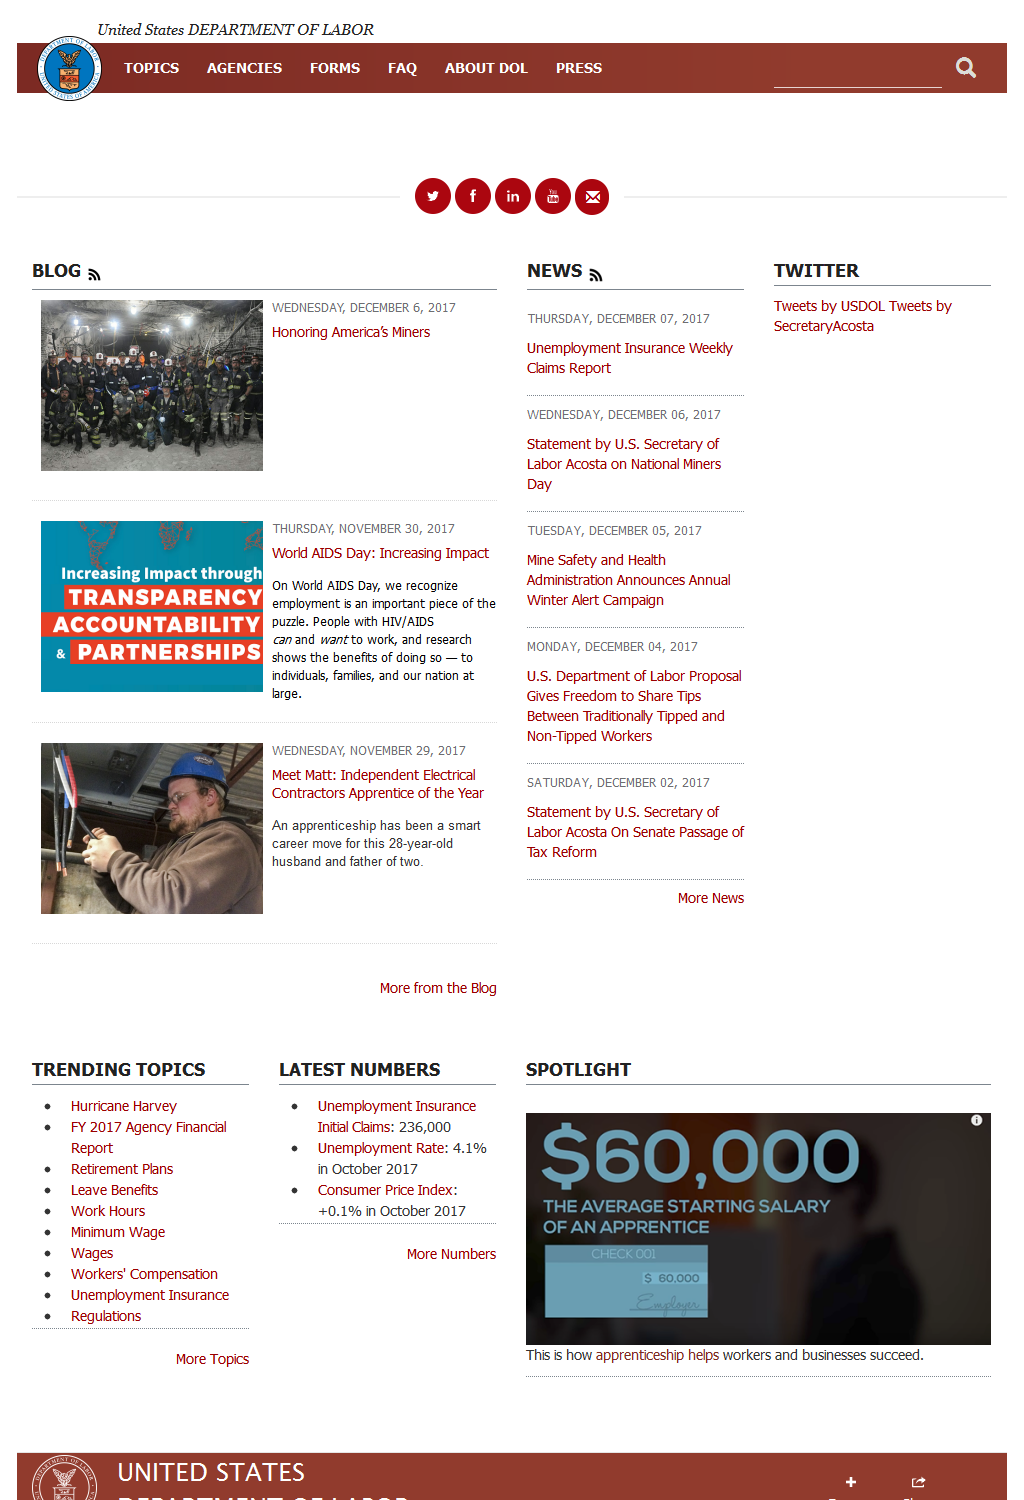 United States DEPARTMENT OF LABOR
TOPICS AGENCIES FORMS FAQ ABOUT DOL PRESS
BLOG
WEDNESDAY, DECEMBER 6, 2017
Honoring America’s Miners
Increasing Impact through
TRANSPARENCY
ACCOUNTABILITY
& PARTNERSHIPS
THURSDAY, NOVEMBER 30, 2017
World AIDS Day: Increasing Impact
On World AIDS Day, we recognize
employment is an important piece of the
puzzle. People with HIV/AIDS
can and want to work, and research
shows the benefits of doing so — to
individuals, families, and our nation at
large.
WEDNESDAY, NOVEMBER 29, 2017
Meet Matt: Independent Electrical
Contractors Apprentice of the Year
An apprenticeship has been a smart
career move for this 28-year-old
husband and father of two.
More from the Blog
NEWS
THURSDAY, DECEMBER 07, 2017
Unemployment Insurance Weekly
Claims Report
WEDNESDAY, DECEMBER 06, 2017
Statement by U.S. Secretary of
Labor Acosta on National Miners
Day
TUESDAY, DECEMBER 05, 2017
Mine Safety and Health
Administration Announces Annual
Winter Alert Campaign
MONDAY, DECEMBER 04, 2017
U.S. Department of Labor Proposal
Gives Freedom to Share Tips
Between Traditionally Tipped and
Non-Tipped Workers
SATURDAY, DECEMBER 02, 2017
Statement by U.S. Secretary of
Labor Acosta On Senate Passage of
Tax Reform
More News
TWITTER
Tweets by USDOL Tweets by
SecretaryAcosta
TRENDING TOPICS
Hurricane Harvey
FY 2017 Agency Financial
Report
Retirement Plans
Leave Benefits
Work Hours
Minimum Wage
Wages
Workers' Compensation
Unemployment Insurance
Regulations
More Topics
LATEST NUMBERS
Unemployment Insurance
Initial Claims: 236,000
Unemployment Rate: 4.1%
in October 2017
Consumer Price Index:
+0.1% in October 2017
More Numbers
SPOTLIGHT
$60,000
THE AVERAGE STARTING SALARY
OF AN APPRENTICE
CHECK 001
$ 60,000
Employer
This is how apprenticeship helps workers and businesses succeed.
UNITED STATES
DEPARTMENT OF LABOR